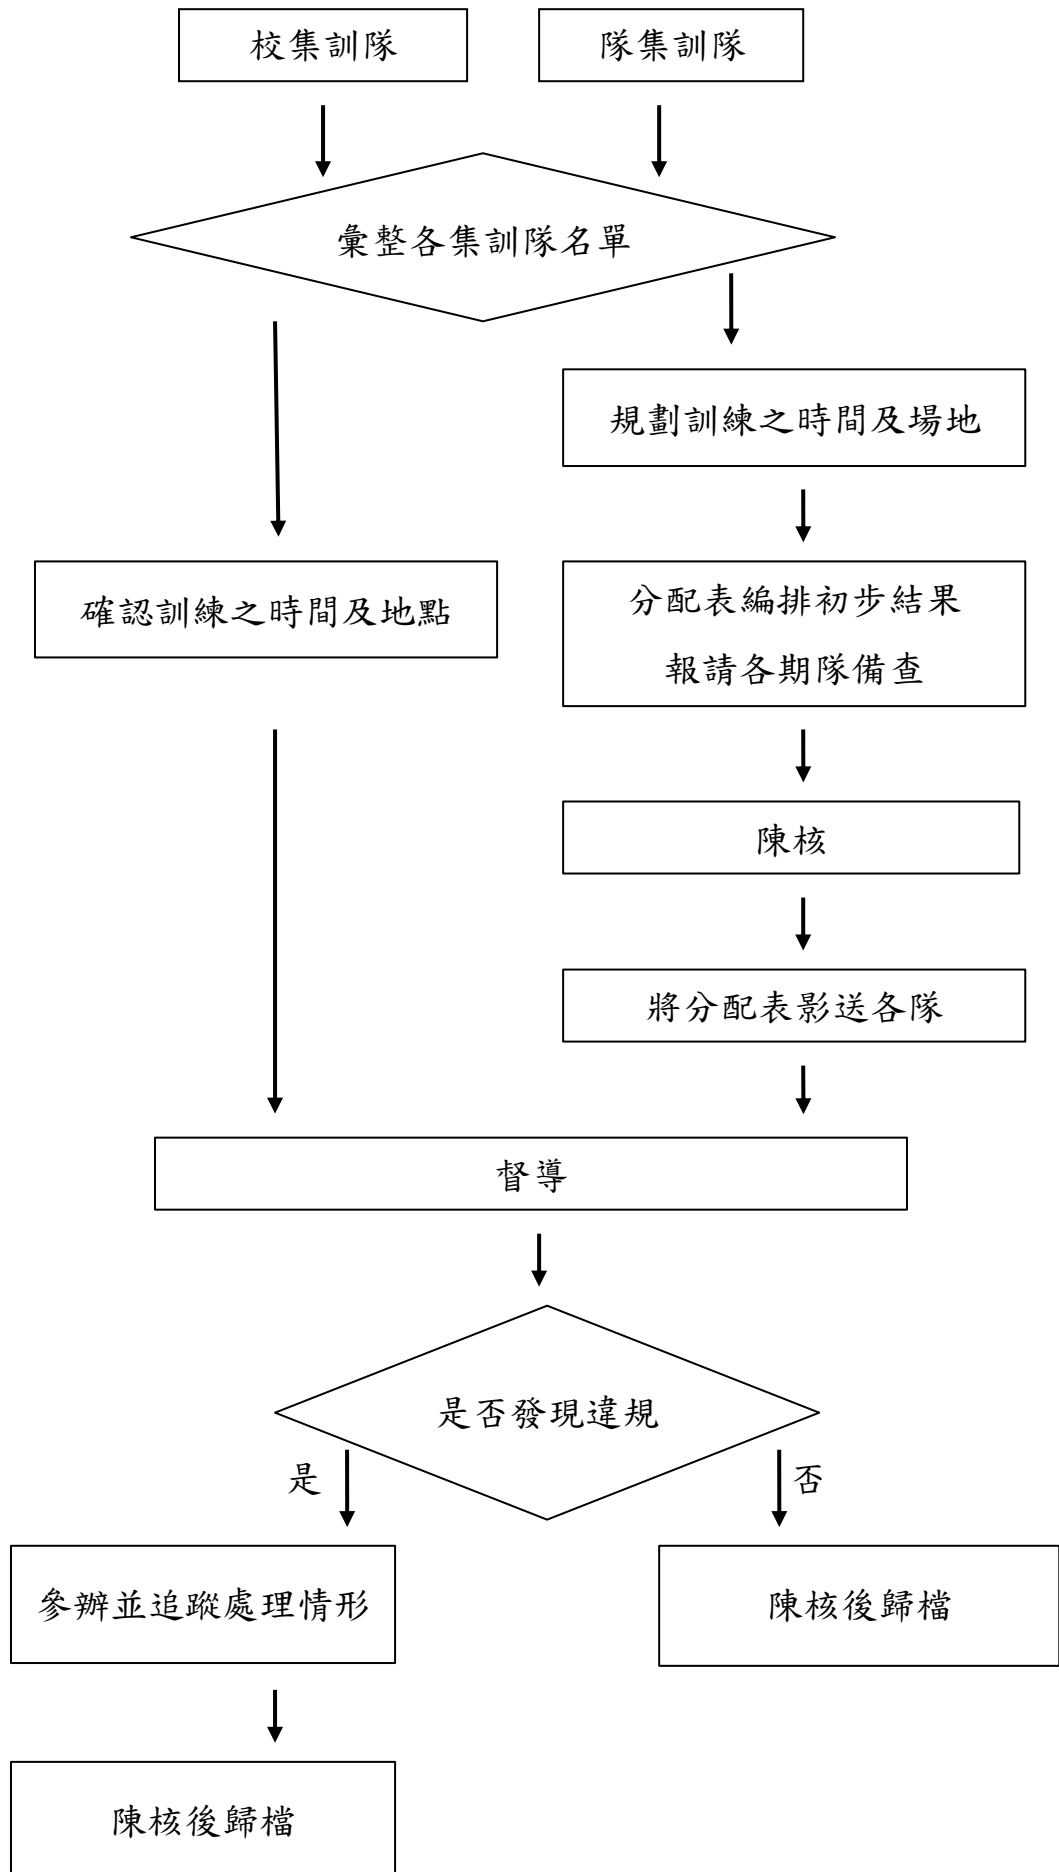 校集訓隊
隊集訓隊
彙整各集訓隊名單
規劃訓練之時間及場地
確認訓練之時間及地點
分配表編排初步結果
報請各期隊備查
陳核
將分配表影送各隊
督導
是否發現違規
是
否
參辦並追蹤處理情形
陳核後歸檔
陳核後歸檔